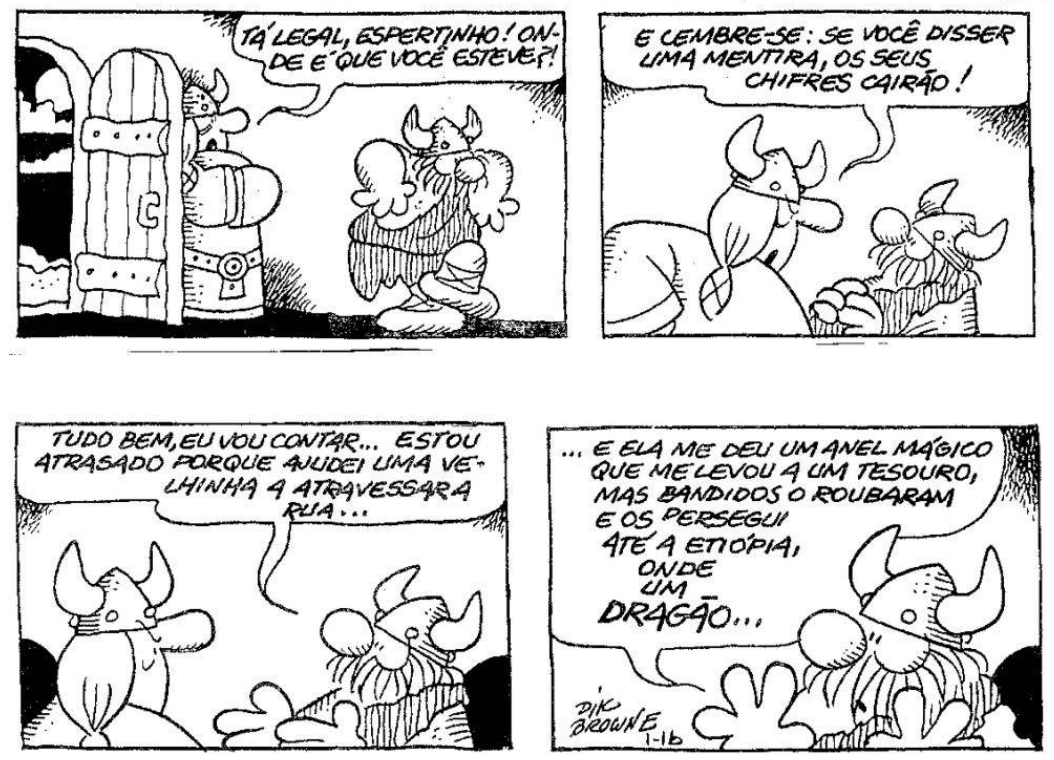 TÁ LEGAL, ESPERTINHO! ON-
DE É QUE VOCÊ ESTEVE?!
E LEMBRE-SE: SE VOCÊ DISSER
UMA MENTIRA, OS SEUS
CHIFRES CAIRÃO!
TUDO BEM, EU VOU CONTAR... ESTOU
ATRASADO PORQUE AJUDEI UMA VE-
LHINHA A ATRAVESSAR A
RUA...
... E ELA ME DEU UM ANEL MÁGICO
QUE ME LEVOU A UM TESOURO,
MAS BANDIDOS O ROUBARAM
E OS PERSEGUI
ATÉ A ETIÓPIA,
ONDE
UM
DRAGÃO...
DIK
BROWNE
1-16